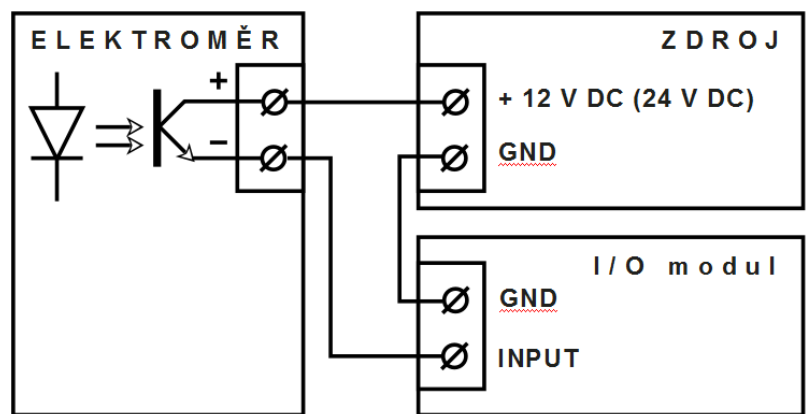 ELEKTROMĚR
+
−
ZDROJ
+ 12 V DC (24 V DC)
GND
I/O modul
GND
INPUT